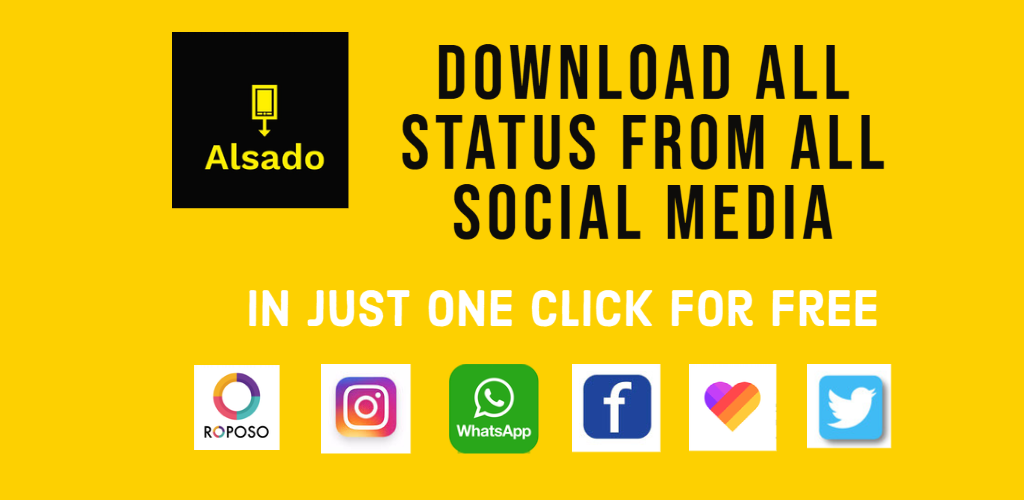 Alsado
DOWNLOAD ALL
STATUS FROM ALL
SOCIAL MEDIA
IN JUST ONE CLICK FOR FREE
ROPOSO
WhatsApp
f